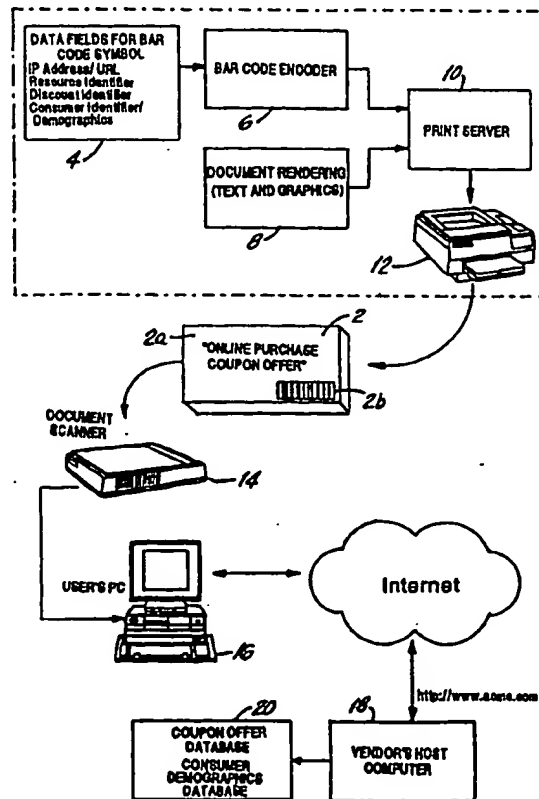 DATA FIELDS FOR BAR
CODE SYMBOL
IP Address/ URL
Resource Identifier
Discount Identifier
Consumer Identifier/
Demographics
4
BAR CODE ENCODER
6
DOCUMENT RENDERING
(TEXT AND GRAPHICS)
8
10
PRINT SERVER
12
2a
2
"ONLINE PURCHASE
COUPON OFFER"
2b
DOCUMENT
SCANNER
14
USER'S PC
16
Internet
http://www.acme.com
20
COUPON OFFER
DATABASE
CONSUMER
DEMOGRAPHICS
DATABASE
18
VENDOR'S HOST
COMPUTER